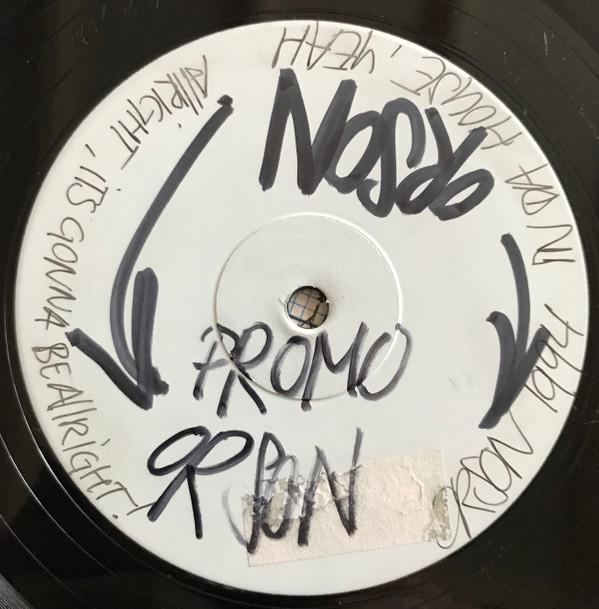 ORSON
PROMO
ORSON
ORSON 1994 IN DA HOUSE, YEAH
AllRiGHT, iTS GONNA BE AllRiGHT!